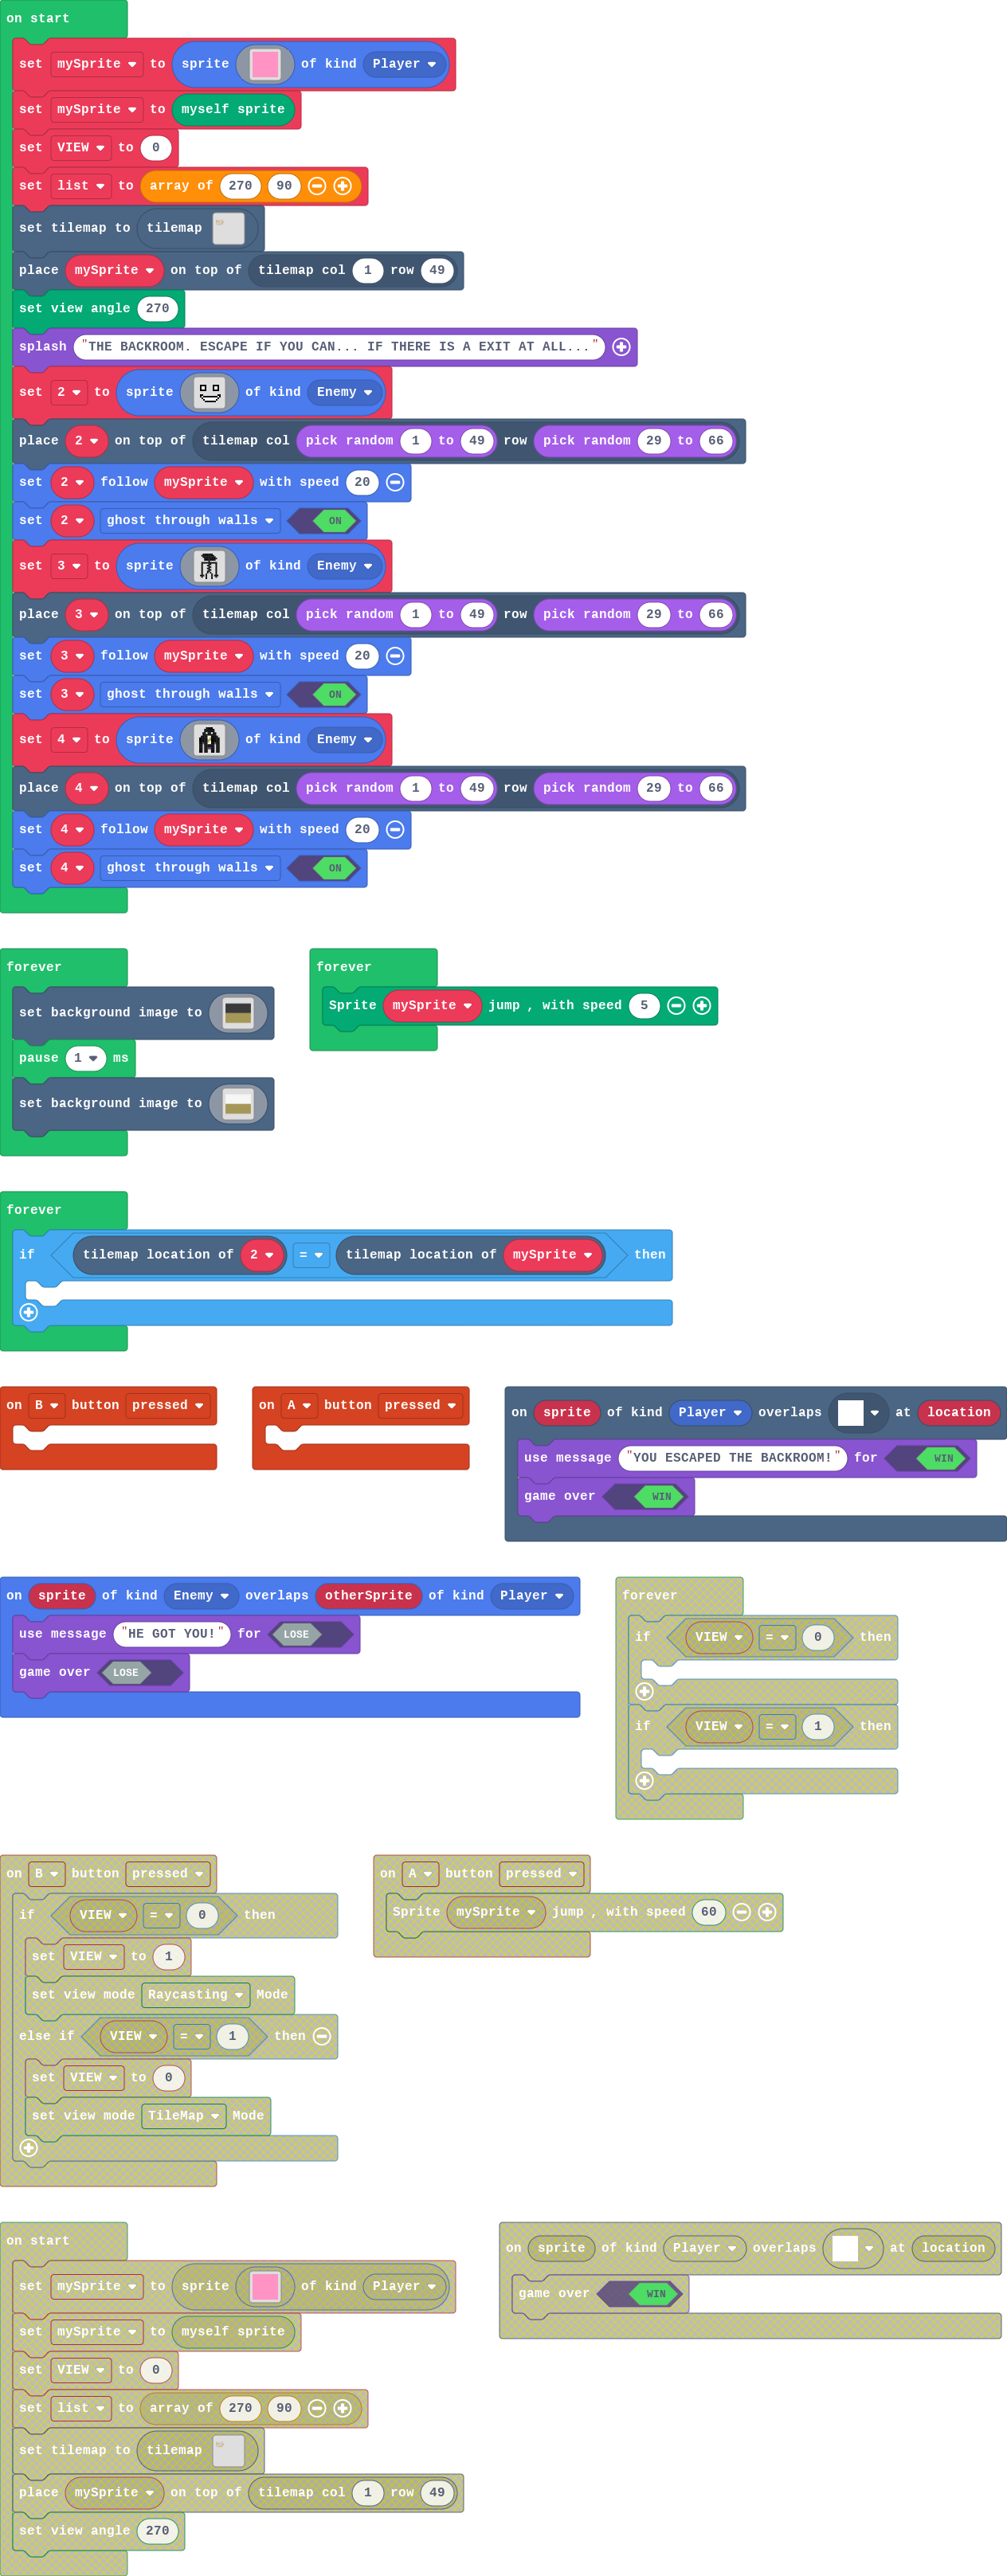 on start
set mySprite to sprite of kind Player
set mySprite to myself sprite
set VIEW to 0
set list to array of 270 90
set tilemap to tilemap
place mySprite on top of tilemap col 1 row 49
set view angle 270
splash "THE BACKROOM. ESCAPE IF YOU CAN... IF THERE IS A EXIT AT ALL..."
set 2 to sprite of kind Enemy
place 2 on top of tilemap col pick random 1 to 49 row pick random 29 to 66
set 2 follow mySprite with speed 20
set 2 ghost through walls ON
set 3 to sprite of kind Enemy
place 3 on top of tilemap col pick random 1 to 49 row pick random 29 to 66
set 3 follow mySprite with speed 20
set 3 ghost through walls ON
set 4 to sprite of kind Enemy
place 4 on top of tilemap col pick random 1 to 49 row pick random 29 to 66
set 4 follow mySprite with speed 20
set 4 ghost through walls ON
forever
set background image to
pause 1 ms
set background image to
forever
Sprite mySprite jump , with speed 5
forever
if tilemap location of 2 = tilemap location of mySprite then
on B button pressed
on A button pressed
on sprite of kind Player overlaps at location
use message "YOU ESCAPED THE BACKROOM!" for WIN
game over WIN
on sprite of kind Enemy overlaps otherSprite of kind Player
use message "HE GOT YOU!" for LOSE
game over LOSE
forever
if VIEW = 0 then
if VIEW = 1 then
on B button pressed
if VIEW = 0 then
set VIEW to 1
set view mode Raycasting Mode
else if VIEW = 1 then
set VIEW to 0
set view mode TileMap Mode
on A button pressed
Sprite mySprite jump , with speed 60
on start
set mySprite to sprite of kind Player
set mySprite to myself sprite
set VIEW to 0
set list to array of 270 90
set tilemap to tilemap
place mySprite on top of tilemap col 1 row 49
set view angle 270
on sprite of kind Player overlaps at location
game over WIN